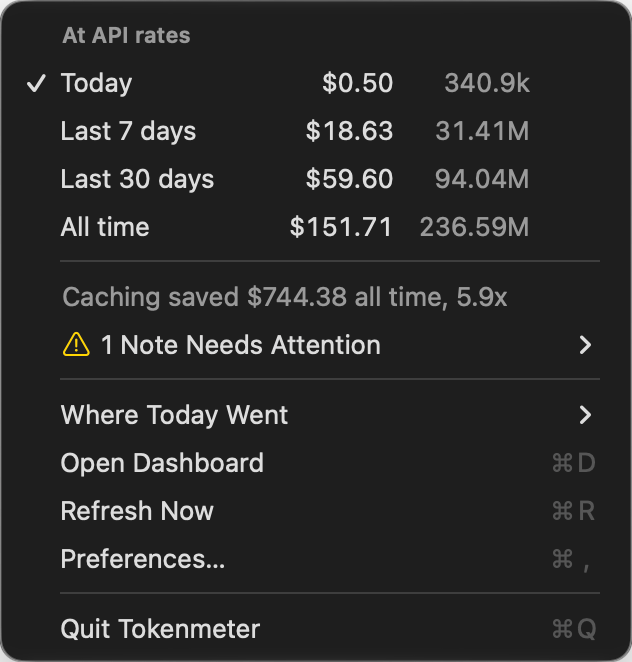 At API rates
✓ Today $0.50 340.9k
Last 7 days $18.63 31.41M
Last 30 days $59.60 94.04M
All time $151.71 236.59M
Caching saved $744.38 all time, 5.9x
1 Note Needs Attention
Where Today Went
Open Dashboard ⌘D
Refresh Now ⌘R
Preferences... ⌘,
Quit Tokenmeter ⌘Q